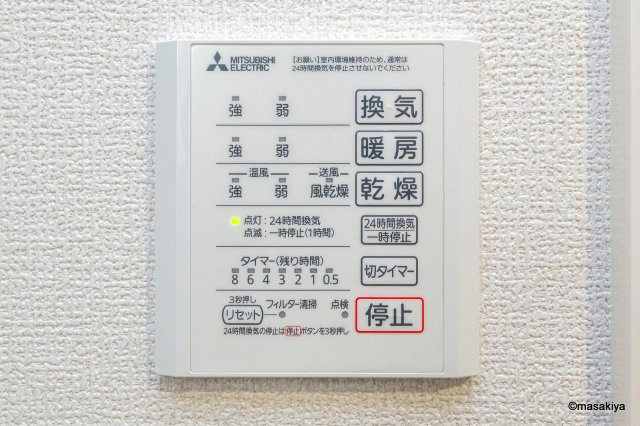 MITSUBISHI
ELECTRIC
【お願い】室内環境維持のため、通常は
24時間換気を停止させないでください
強 弱 換気
強 弱 暖房
温風 送風
強 弱 風乾燥 乾燥
点灯:24時間換気
点滅:一時停止(1時間)
24時間換気
一時停止
タイマー(残り時間)
8 6 4 3 2 1 0.5
切タイマー
3秒押し
リセット フィルター清掃 点検
停止
24時間換気の停止は停止ボタンを3秒押し
©masakiya